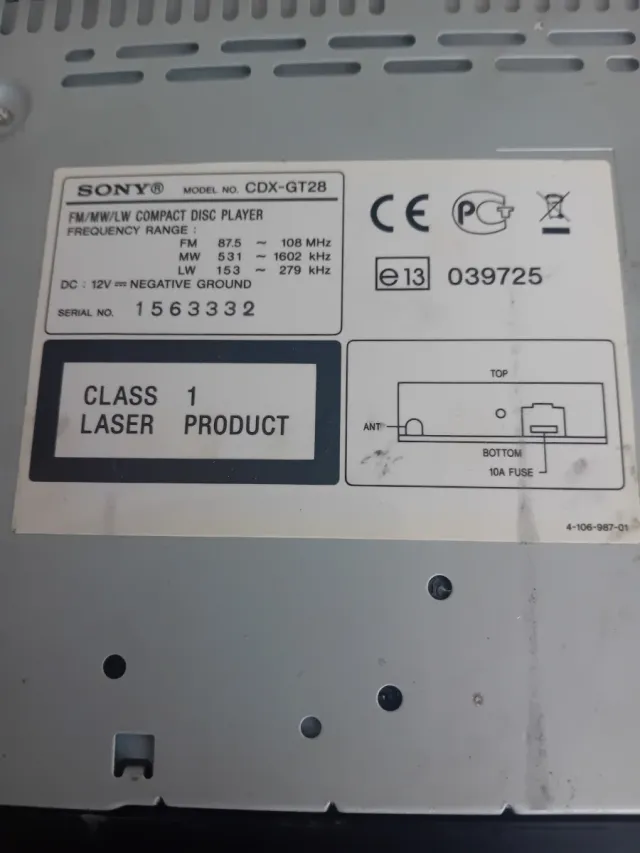 SONY® MODEL NO. CDX-GT28
FM/MW/LW COMPACT DISC PLAYER
FREQUENCY RANGE :
FM 87.5 ~ 108 MHz
MW 531 ~ 1602 kHz
LW 153 ~ 279 kHz
DC : 12V ⎓ NEGATIVE GROUND
SERIAL NO. 1563332
CE PCT
e13 039725
CLASS 1
LASER PRODUCT
TOP
ANT
BOTTOM
10A FUSE
4-106-987-01